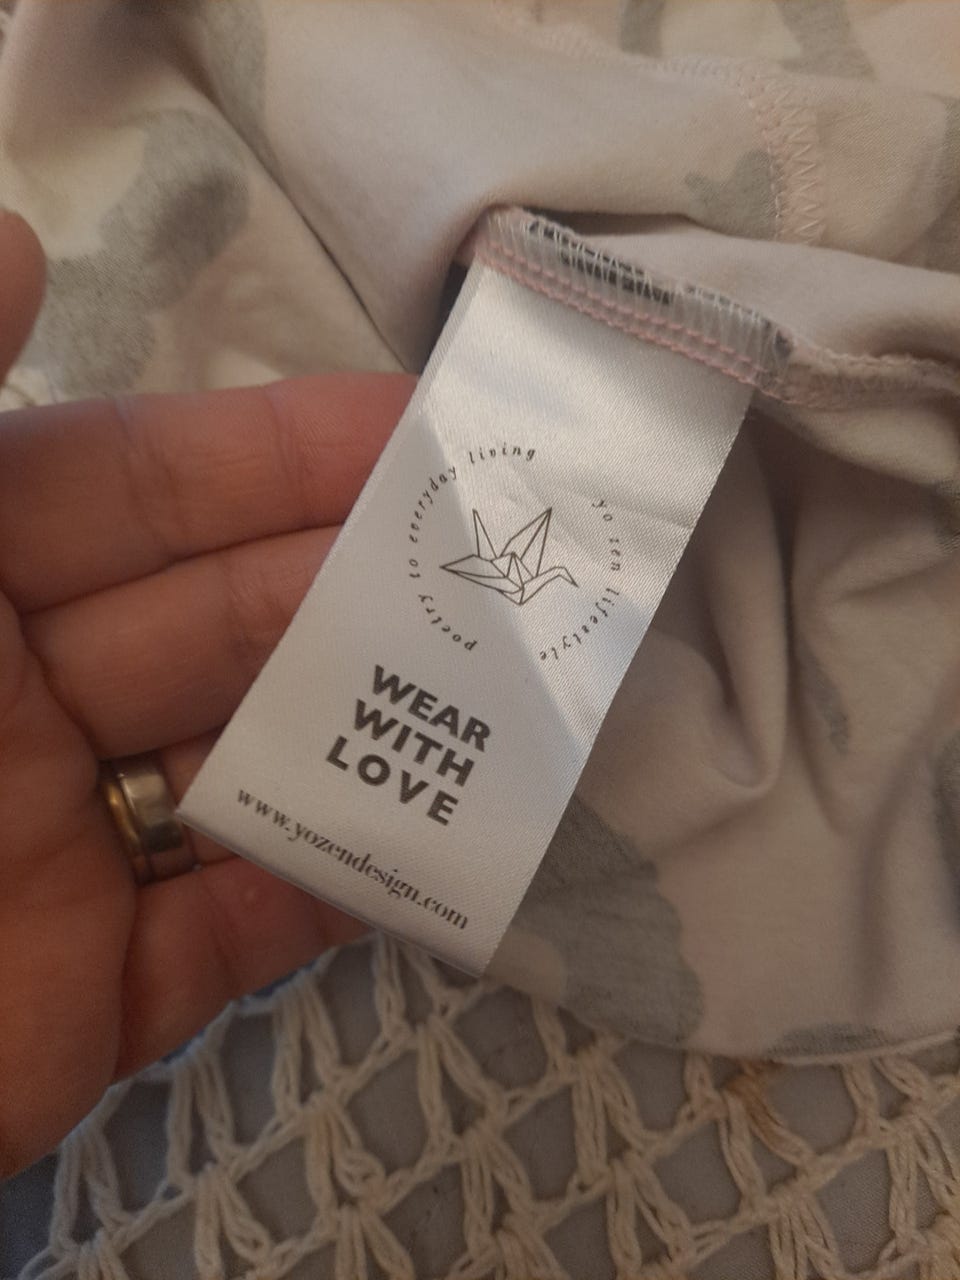 poetry to everyday living
yo zen lifestyle
WEAR
WITH
LOVE
www.yozendesign.com